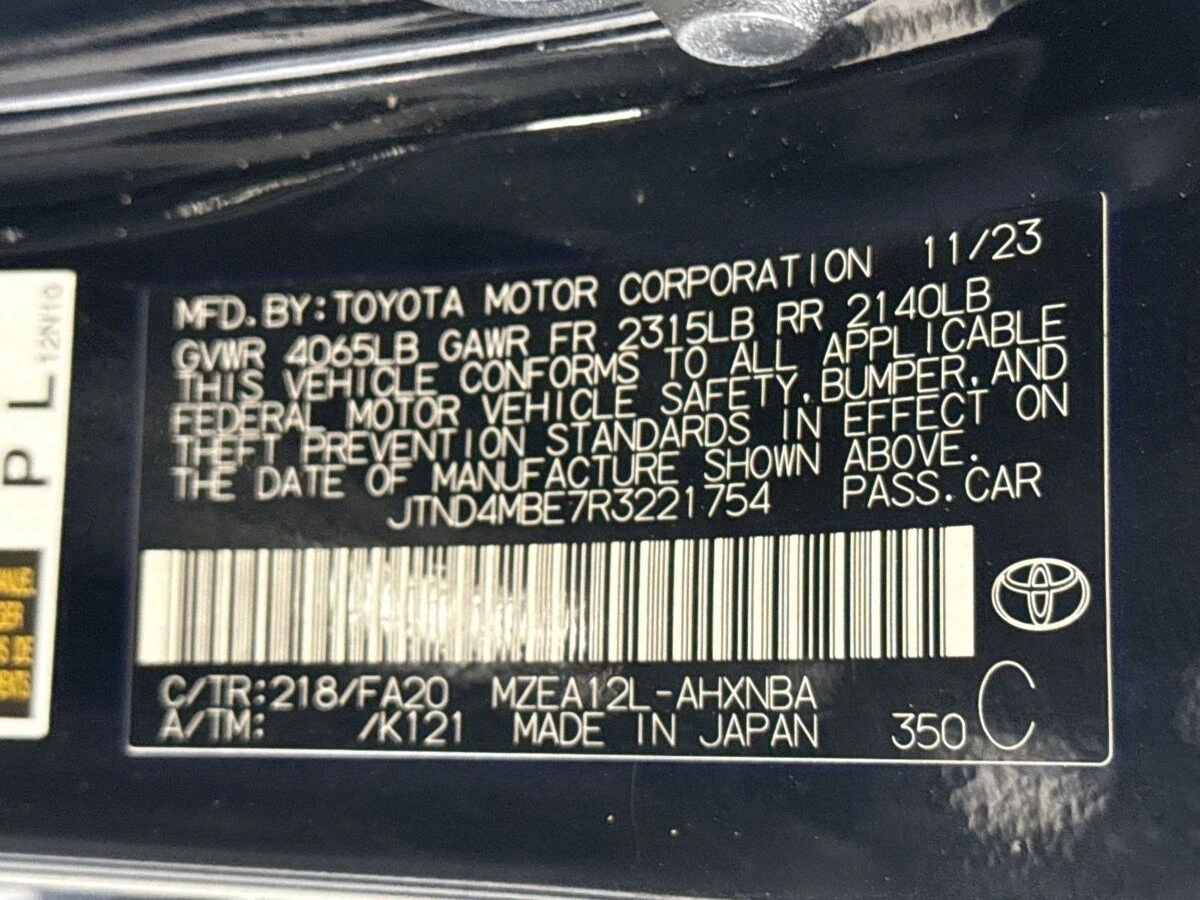 MFD. BY: TOYOTA MOTOR CORPORATION 11/23
GVWR 4065LB GAWR FR 2315LB RR 2140LB
THIS VEHICLE CONFORMS TO ALL APPLICABLE
FEDERAL MOTOR VEHICLE SAFETY, BUMPER, AND
THEFT PREVENTION STANDARDS IN EFFECT ON
THE DATE OF MANUFACTURE SHOWN ABOVE.
JTND4MBE7R3221754 PASS. CAR
C/TR:218/FA20 MZEA12L-AHXNBA
A/TM: /K121 MADE IN JAPAN 350 C
P L 12N10